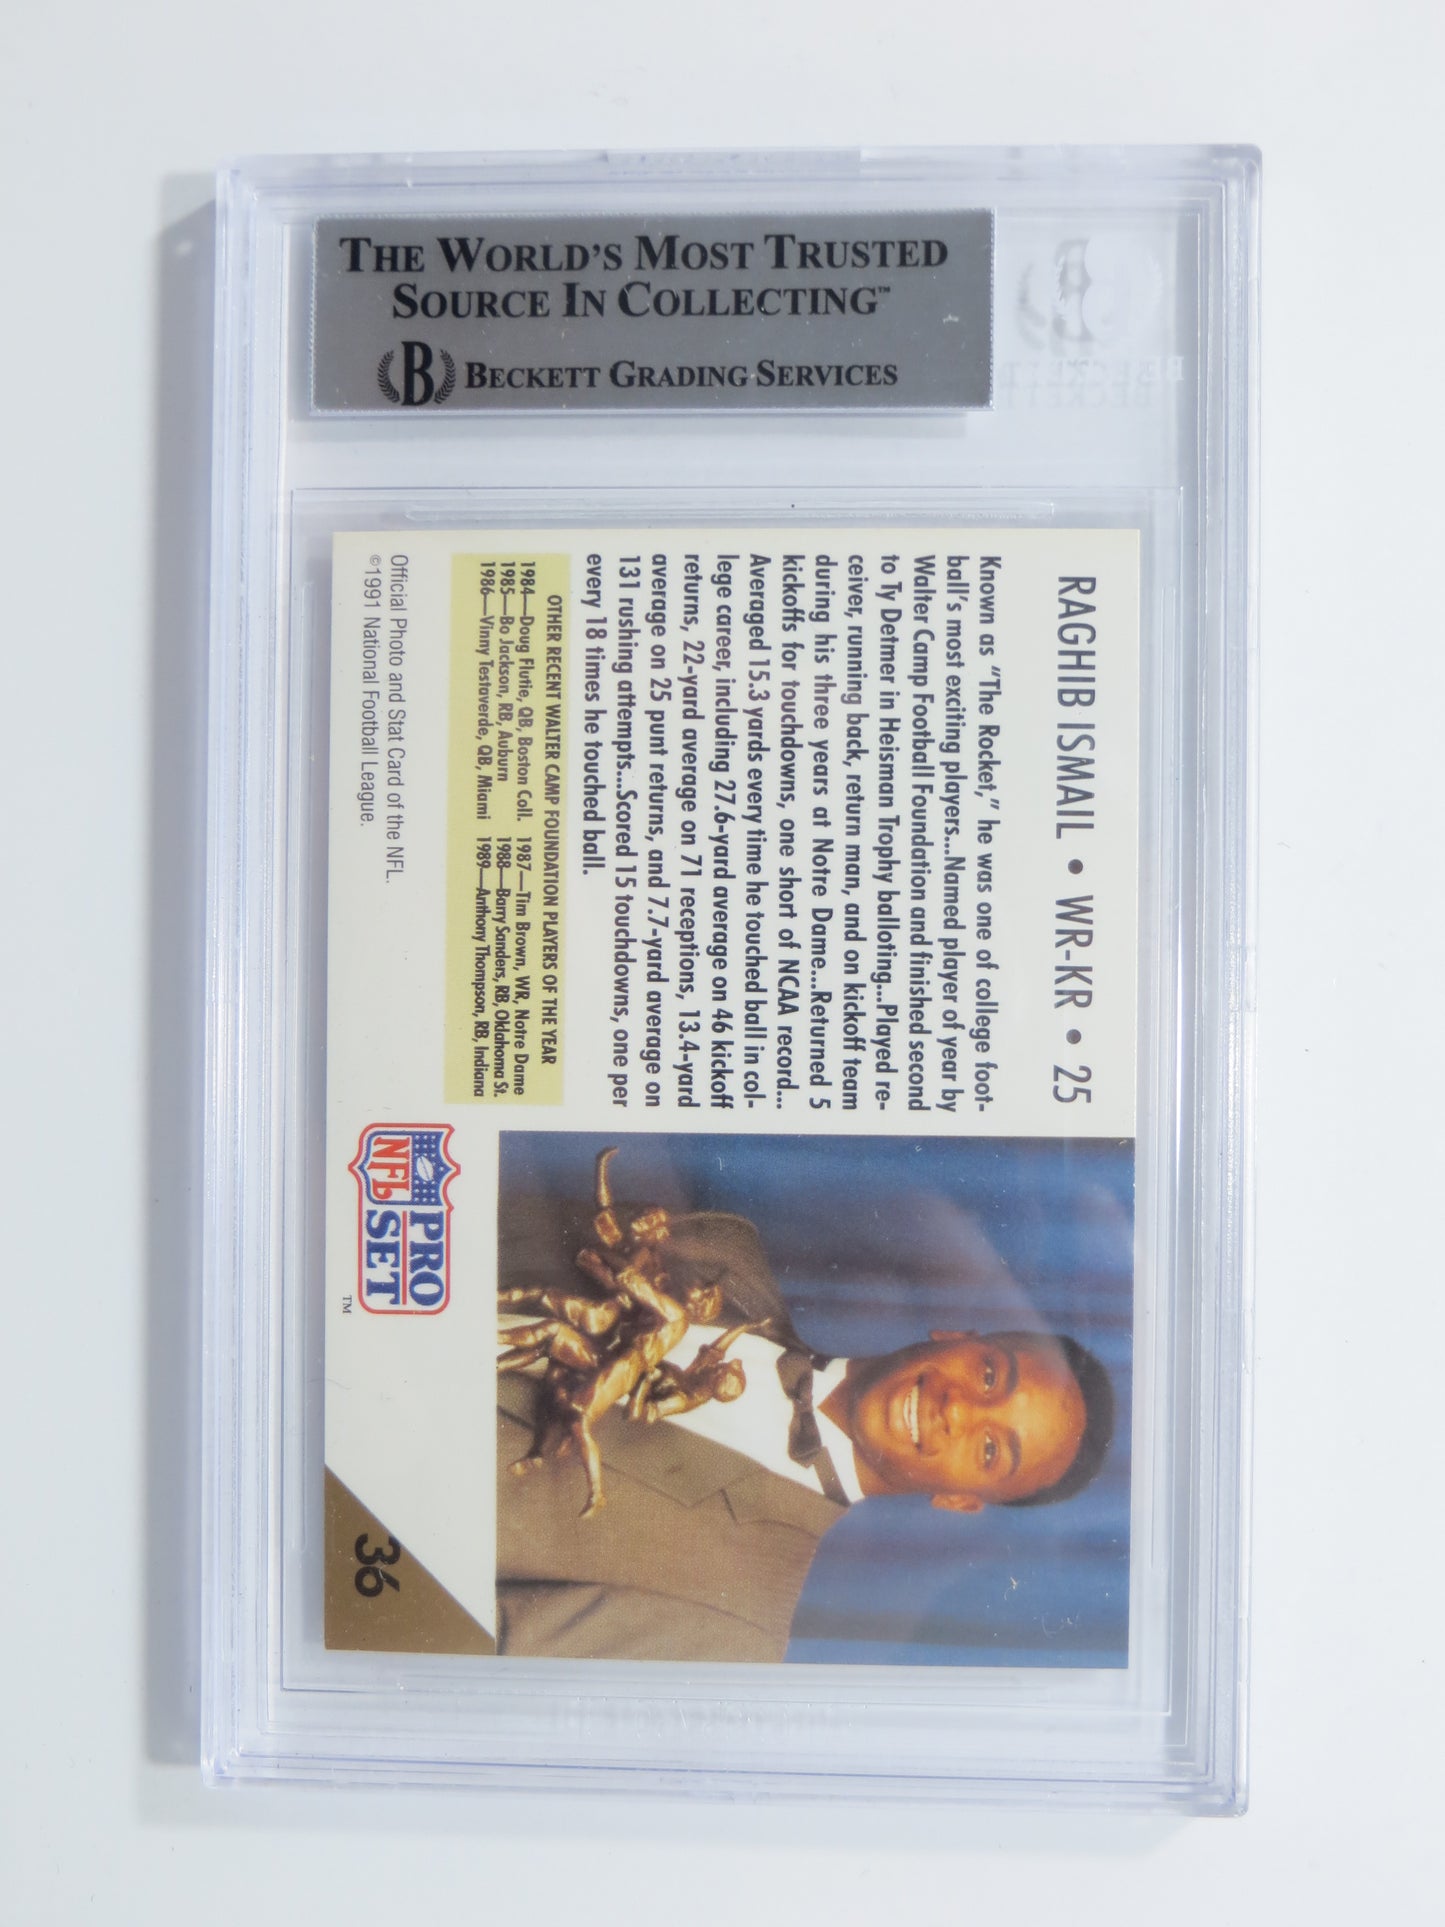 THE WORLD'S MOST TRUSTED
SOURCE IN COLLECTING™
B BECKETT GRADING SERVICES
BECKETT
RAGHIB ISMAIL • WR-KR • 25
Known as "The Rocket," he was one of college foot-
ball's most exciting players...Named player of year by
Walter Camp Football Foundation and finished second
to Ty Detmer in Heisman Trophy balloting...Played re-
ceiver, running back, return man, and on kickoff team
during his three years at Notre Dame...Returned 5
kickoffs for touchdowns, one short of NCAA record...
Averaged 15.3 yards every time he touched ball in col-
lege career, including 27.6-yard average on 46 kickoff
returns, 22-yard average on 71 receptions, 13.4-yard
average on 25 punt returns, and 7.7-yard average on
131 rushing attempts...Scored 15 touchdowns, one per
every 18 times he touched ball.
OTHER RECENT WALTER CAMP FOUNDATION PLAYERS OF THE YEAR
1984—Doug Flutie, QB, Boston Coll.
1985—Bo Jackson, RB, Auburn
1986—Vinny Testaverde, QB, Miami
1987—Tim Brown, WR, Notre Dame
1988—Barry Sanders, RB, Oklahoma St.
1989—Anthony Thompson, RB, Indiana
Official Photo and Stat Card of the NFL.
©1991 National Football League.
NFL PRO SET ™
36